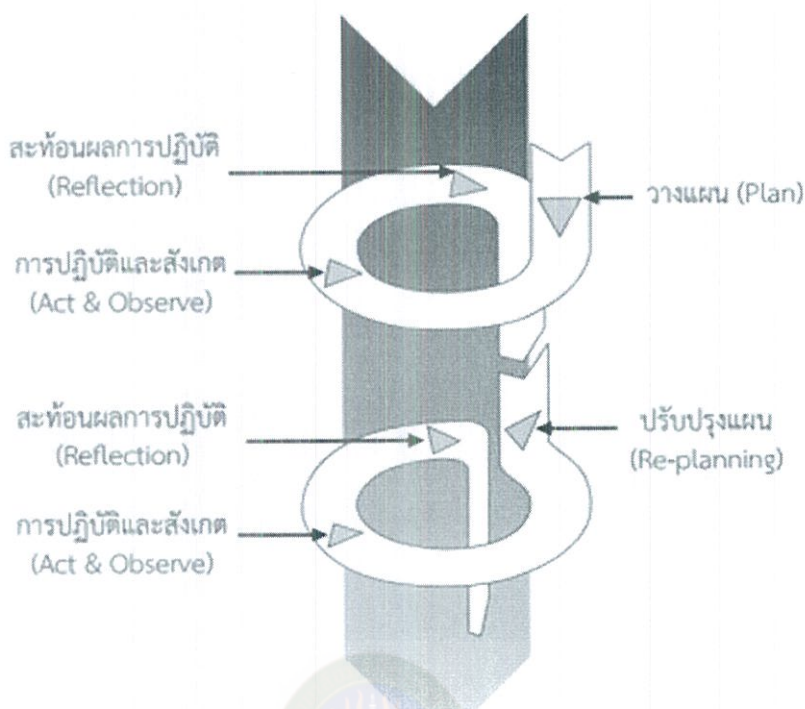 สะท้อนผลการปฏิบัติ
(Reflection)
วางแผน (Plan)
การปฏิบัติและสังเกต
(Act & Observe)
สะท้อนผลการปฏิบัติ
(Reflection)
ปรับปรุงแผน
(Re-planning)
การปฏิบัติและสังเกต
(Act & Observe)